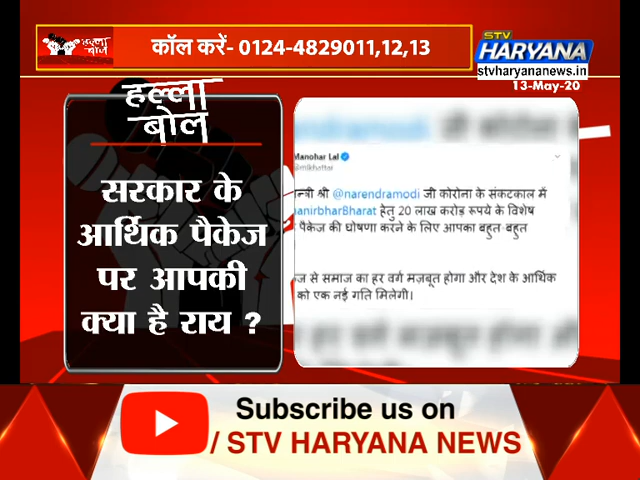 हल्ला बोल
कॉल करें- 0124-4829011,12,13
STV
HARYANA
stvharyananews.in
13-May-20
हल्ला
बोल
सरकार के
आर्थिक पैकेज
पर आपकी
क्या है राय ?
Manohar Lal
@mlkhattar
न्त्री श्री @narendramodi जी कोरोना के संकटकाल में
anirbharBharat हेतु 20 लाख करोड़ रूपये के विशेष
पैकेज की घोषणा करने के लिए आपका बहुत-बहुत
ज से समाज का हर वर्ग मज़बूत होगा और देश के आर्थिक
को एक नई गति मिलेगी।
Subscribe us on
/ STV HARYANA NEWS